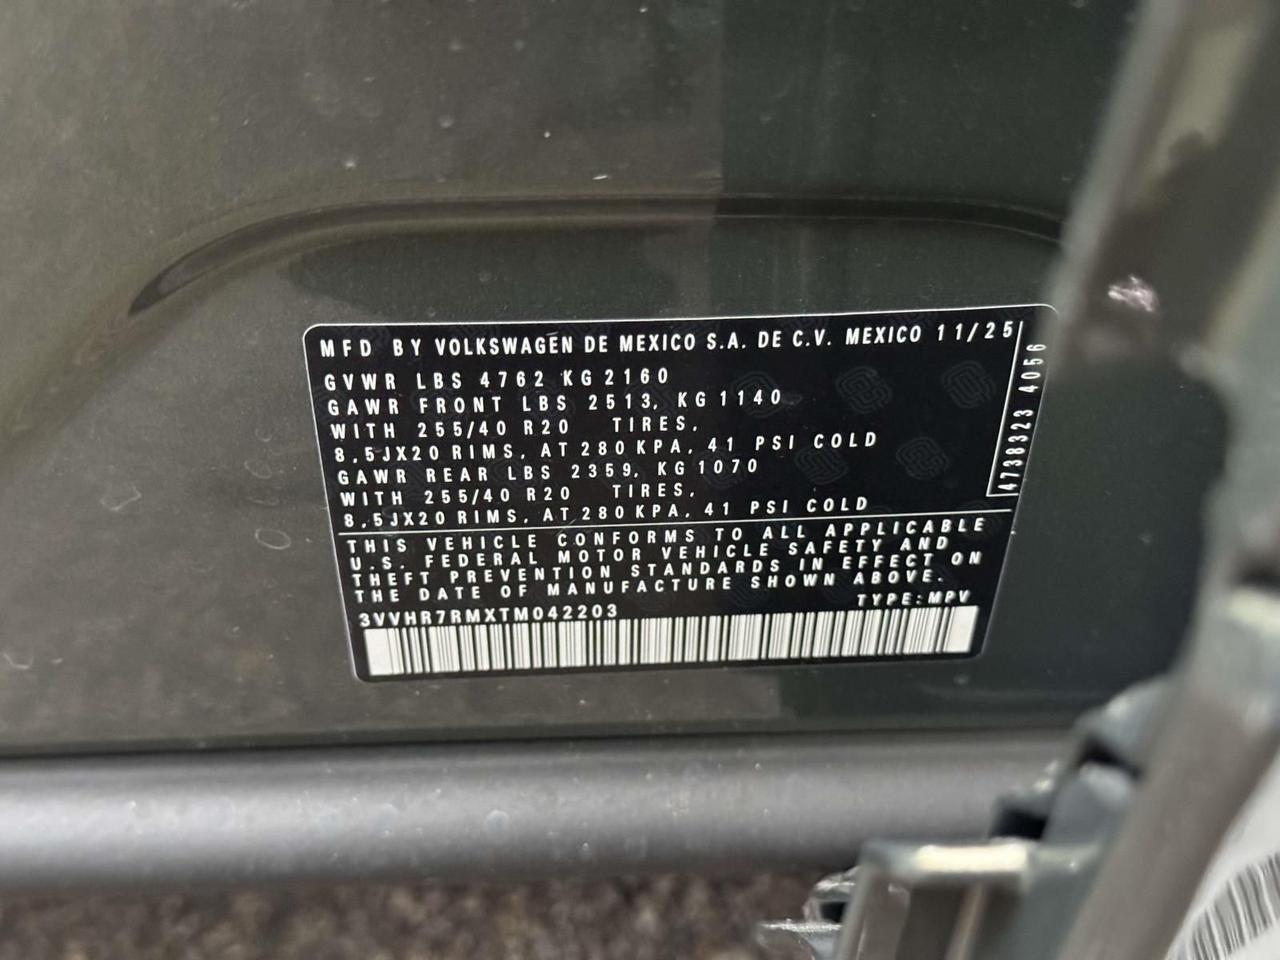 MFD BY VOLKSWAGEN DE MEXICO S.A. DE C.V. MEXICO 11/25
GVWR LBS 4762 KG 2160
GAWR FRONT LBS 2513, KG 1140
WITH 255/40 R20 TIRES,
8,5JX20 RIMS, AT 280 KPA, 41 PSI COLD
GAWR REAR LBS 2359, KG 1070
WITH 255/40 R20 TIRES,
8,5JX20 RIMS, AT 280 KPA, 41 PSI COLD
4738323 4056
THIS VEHICLE CONFORMS TO ALL APPLICABLE
U.S. FEDERAL MOTOR VEHICLE SAFETY AND
THEFT PREVENTION STANDARDS IN EFFECT ON
THE DATE OF MANUFACTURE SHOWN ABOVE.
TYPE:MPV
3VVHR7RMXTM042203